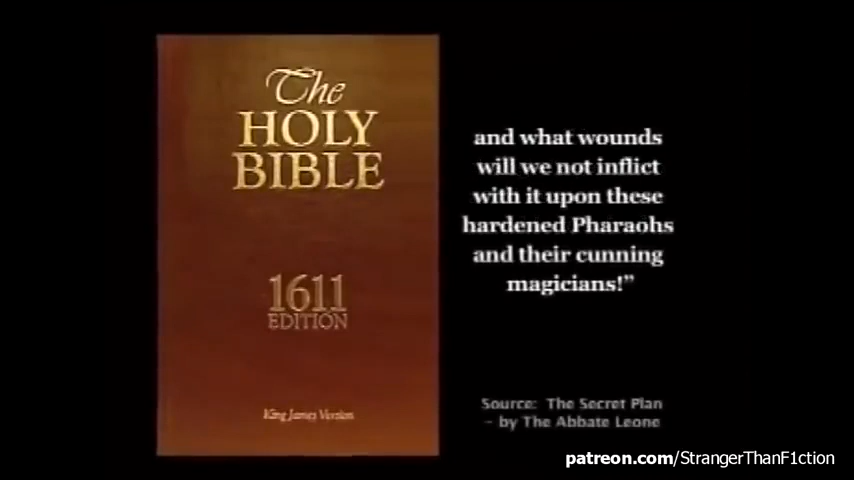 The
HOLY
BIBLE
1611
EDITION
King James Version
and what wounds
will we not inflict
with it upon these
hardened Pharaohs
and their cunning
magicians!”
Source: The Secret Plan
- by The Abbate Leone
patreon.com/StrangerThanF1ction